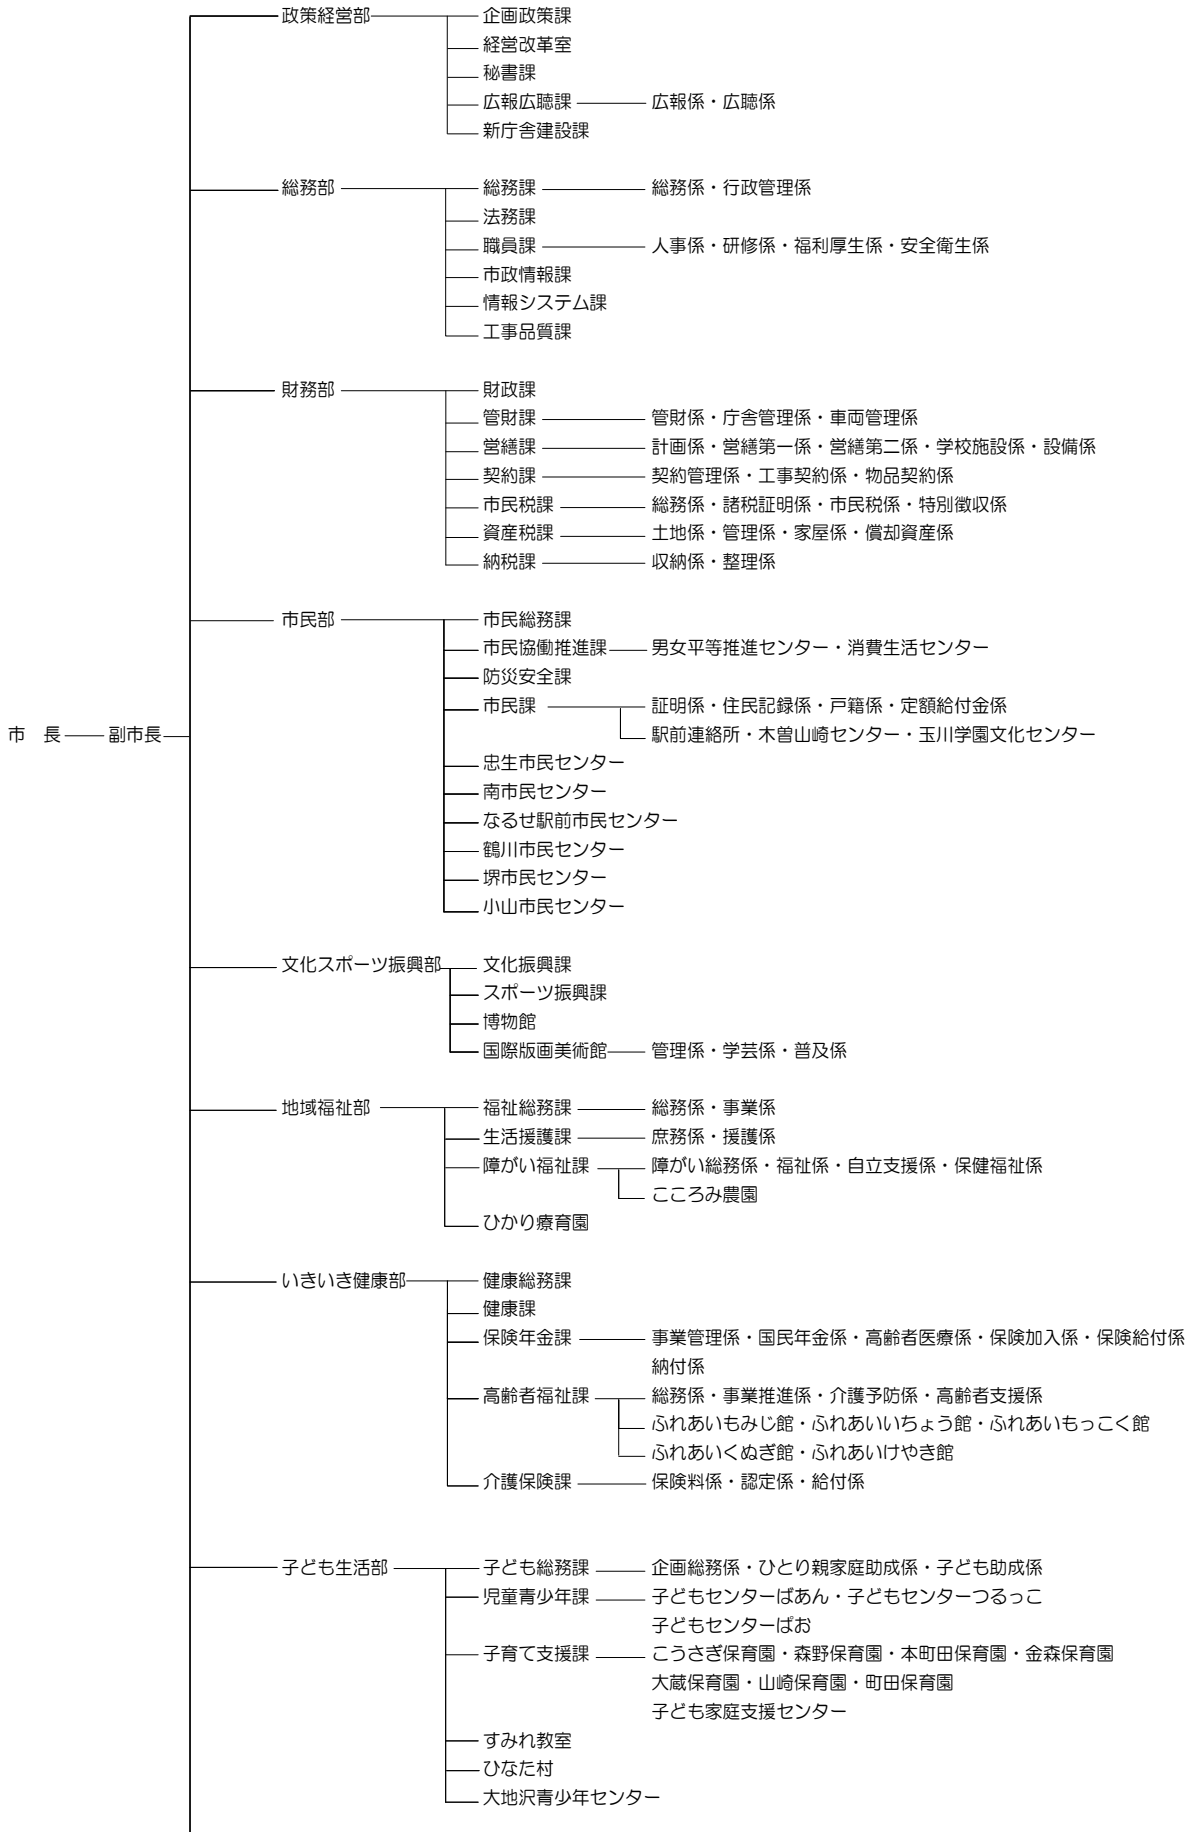 政策経営部 企画政策課
経営改革室
秘書課
広報広聴課 広報係・広聴係
新庁舎建設課
総務部 総務課 総務係・行政管理係
法務課
職員課 人事係・研修係・福利厚生係・安全衛生係
市政情報課
情報システム課
工事品質課
財務部 財政課
管財課 管財係・庁舎管理係・車両管理係
営繕課 計画係・営繕第一係・営繕第二係・学校施設係・設備係
契約課 契約管理係・工事契約係・物品契約係
市民税課 総務係・諸税証明係・市民税係・特別徴収係
資産税課 土地係・管理係・家屋係・償却資産係
納税課 収納係・整理係
市民部 市民総務課
市民協働推進課 男女平等推進センター・消費生活センター
防災安全課
市民課 証明係・住民記録係・戸籍係・定額給付金係
市 長 副市長 駅前連絡所・木曽山崎センター・玉川学園文化センター
忠生市民センター
南市民センター
なるせ駅前市民センター
鶴川市民センター
堺市民センター
小山市民センター
文化スポーツ振興部 文化振興課
スポーツ振興課
博物館
国際版画美術館 管理係・学芸係・普及係
地域福祉部 福祉総務課 総務係・事業係
生活援護課 庶務係・援護係
障がい福祉課 障がい総務係・福祉係・自立支援係・保健福祉係
こころみ農園
ひかり療育園
いきいき健康部 健康総務課
健康課
保険年金課 事業管理係・国民年金係・高齢者医療係・保険加入係・保険給付係
納付係
高齢者福祉課 総務係・事業推進係・介護予防係・高齢者支援係
ふれあいもみじ館・ふれあいいちょう館・ふれあいもっこく館
ふれあいくぬぎ館・ふれあいけやき館
介護保険課 保険料係・認定係・給付係
子ども生活部 子ども総務課 企画総務係・ひとり親家庭助成係・子ども助成係
児童青少年課 子どもセンターばあん・子どもセンターつるっこ
子どもセンターぱお
子育て支援課 こうさぎ保育園・森野保育園・本町田保育園・金森保育園
大蔵保育園・山崎保育園・町田保育園
子ども家庭支援センター
すみれ教室
ひなた村
大地沢青少年センター